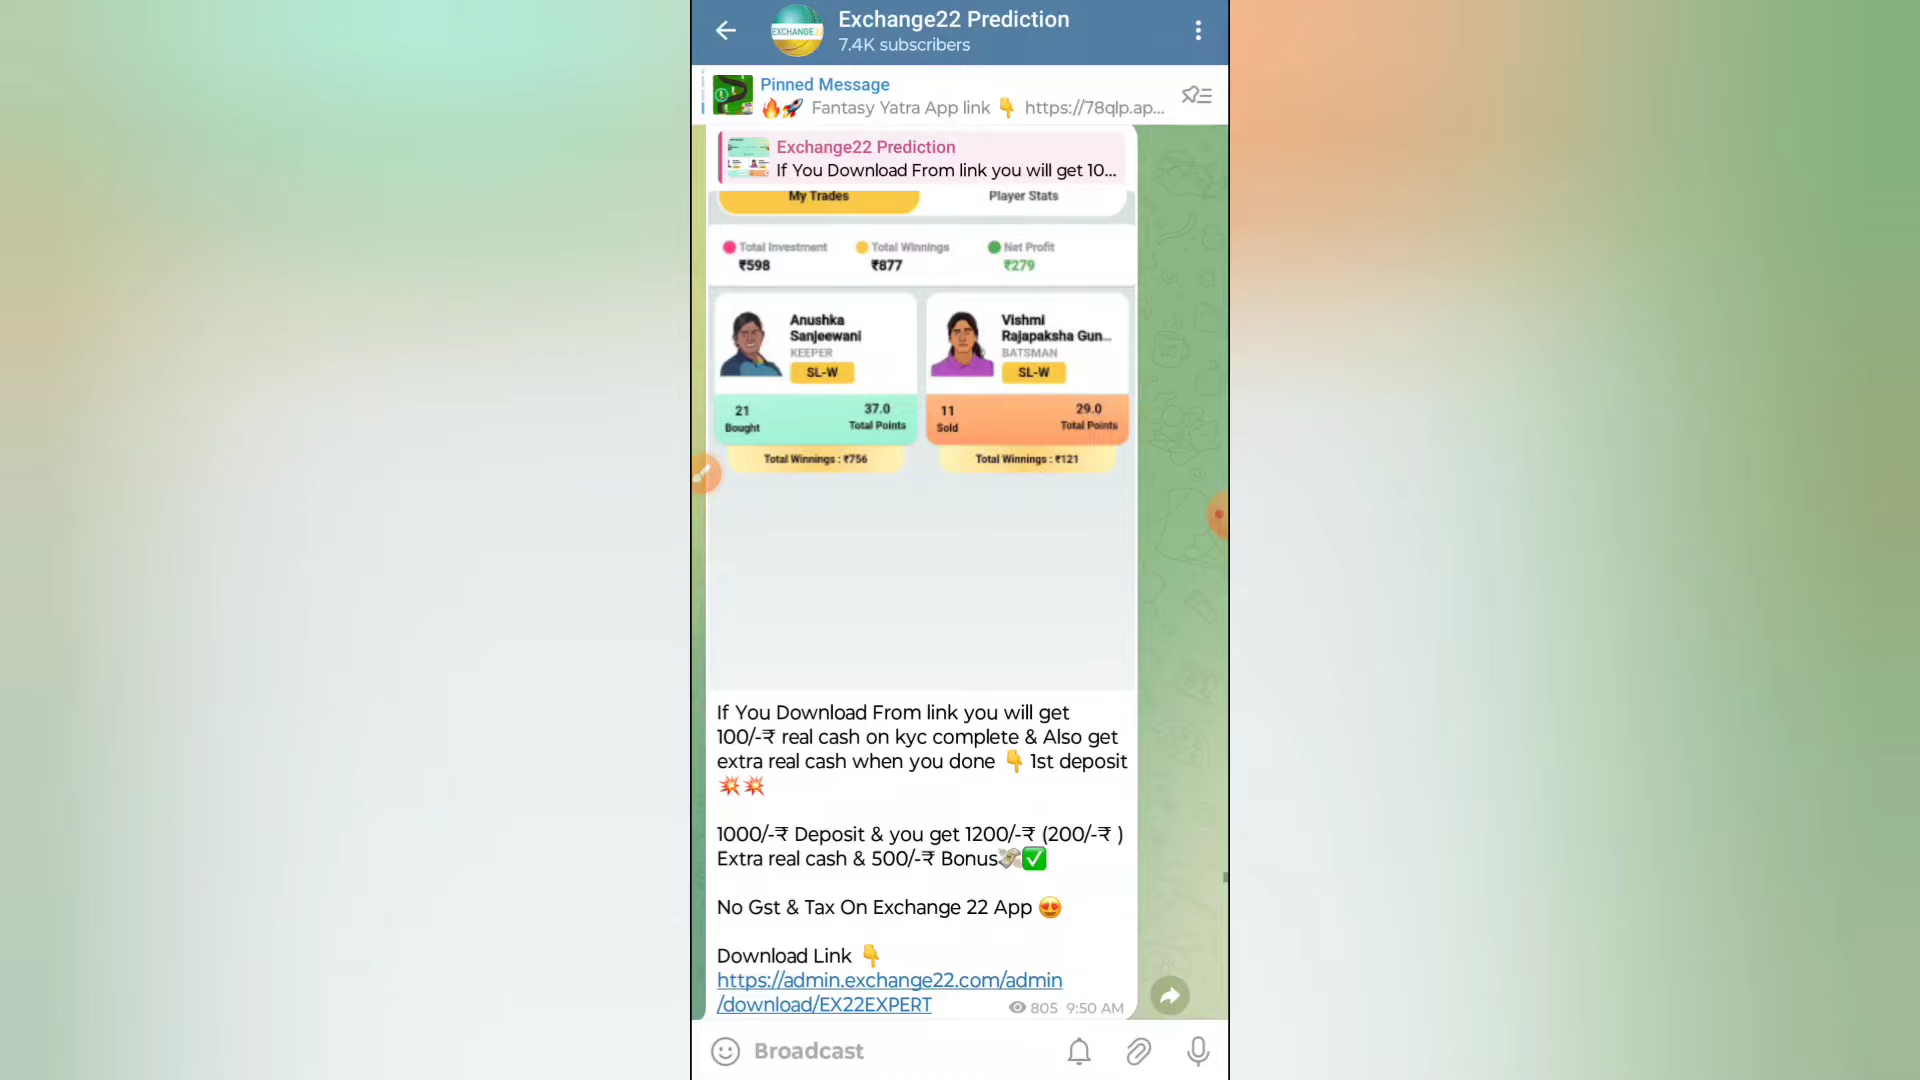 Exchange22 Prediction
7.4K subscribers
EXCHANGE22
Pinned Message
🔥🚀 Fantasy Yatra App link 👇 https://78qlp.ap...
Exchange22 Prediction
If You Download From link you will get 10...
My Trades Player Stats
Total Investment Total Winnings Net Profit
₹598 ₹877 ₹279
Anushka
Sanjeewani
KEEPER
SL-W
21 37.0
Bought Total Points
Total Winnings : ₹756
Vishmi
Rajapaksha Gun...
BATSMAN
SL-W
11 29.0
Sold Total Points
Total Winnings : ₹121
If You Download From link you will get
100/-₹ real cash on kyc complete & Also get
extra real cash when you done 👇 1st deposit
💥💥
1000/-₹ Deposit & you get 1200/-₹ (200/-₹ )
Extra real cash & 500/-₹ Bonus💸✅
No Gst & Tax On Exchange 22 App 😍
Download Link 👇
https://admin.exchange22.com/admin
/download/EX22EXPERT
805 9:50 AM
Broadcast